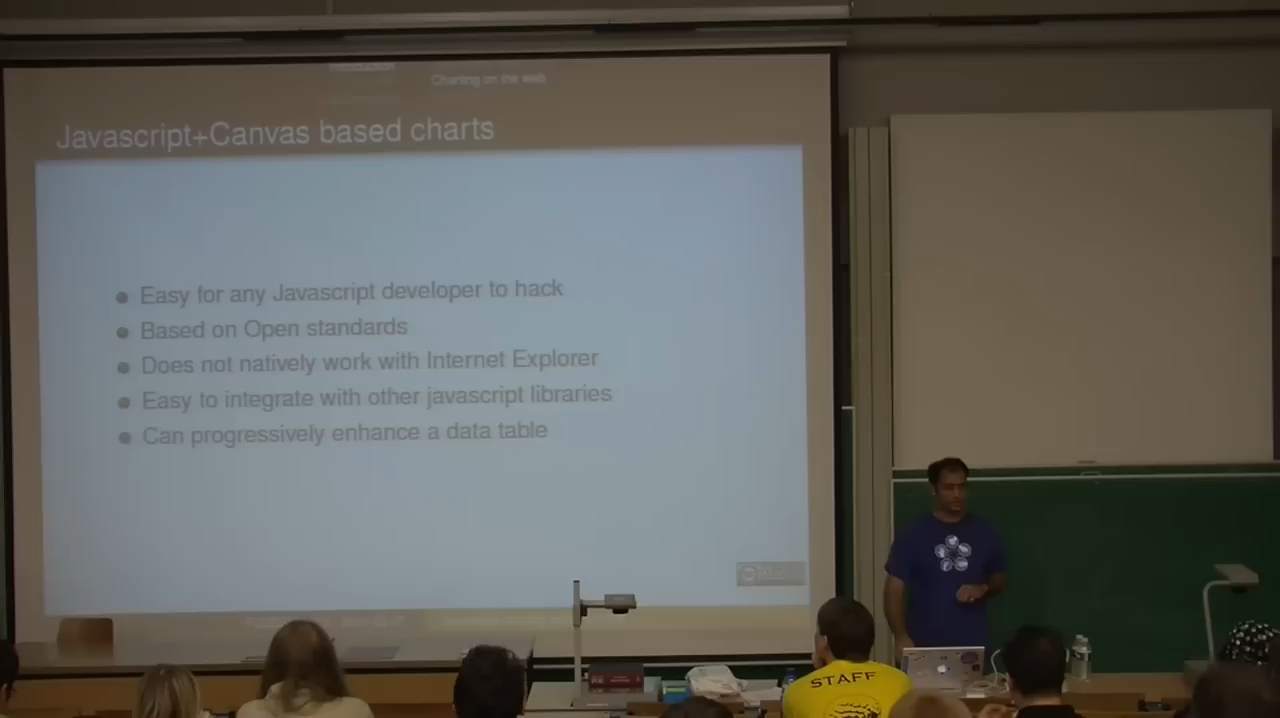 Charting on the web
Javascript+Canvas based charts
Easy for any Javascript developer to hack
Based on Open standards
Does not natively work with Internet Explorer
Easy to integrate with other javascript libraries
Can progressively enhance a data table
STAFF